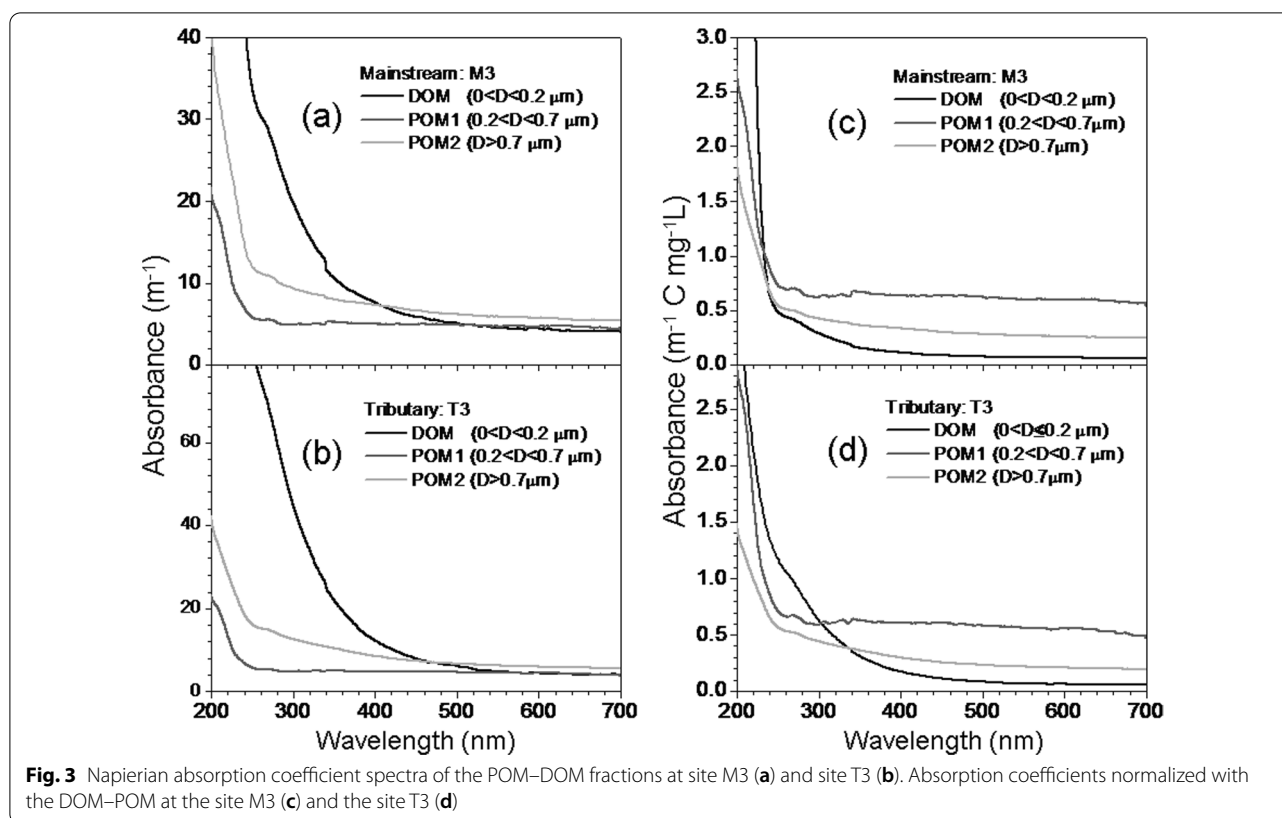 40
30
20
10
0
Mainstream: M3
DOM (0<D<0.2 μm)
POM1 (0.2<D<0.7 μm)
POM2 (D>0.7 μm)
(a)
60
40
20
0
Tributary: T3
DOM (0<D<0.2 μm)
POM1 (0.2<D<0.7 μm)
POM2 (D>0.7μm)
(b)
Absorbance (m⁻¹)
200 300 400 500 600 700
Wavelength (nm)
3.0
2.5
2.0
1.5
1.0
0.5
0.0
Mainstream: M3
DOM (0<D<0.2 μm)
POM1 (0.2<D<0.7μm)
POM2 (D>0.7μm)
(c)
2.5
2.0
1.5
1.0
0.5
0.0
Tributary: T3
DOM (0<D≤0.2 μm)
POM1 (0.2<D<0.7 μm)
POM2 (D>0.7μm)
(d)
Absorbance (m⁻¹ C mg⁻¹L)
200 300 400 500 600 700
Wavelength (nm)
Fig. 3 Napierian absorption coefficient spectra of the POM–DOM fractions at site M3 (a) and site T3 (b). Absorption coefficients normalized with
the DOM–POM at the site M3 (c) and the site T3 (d)